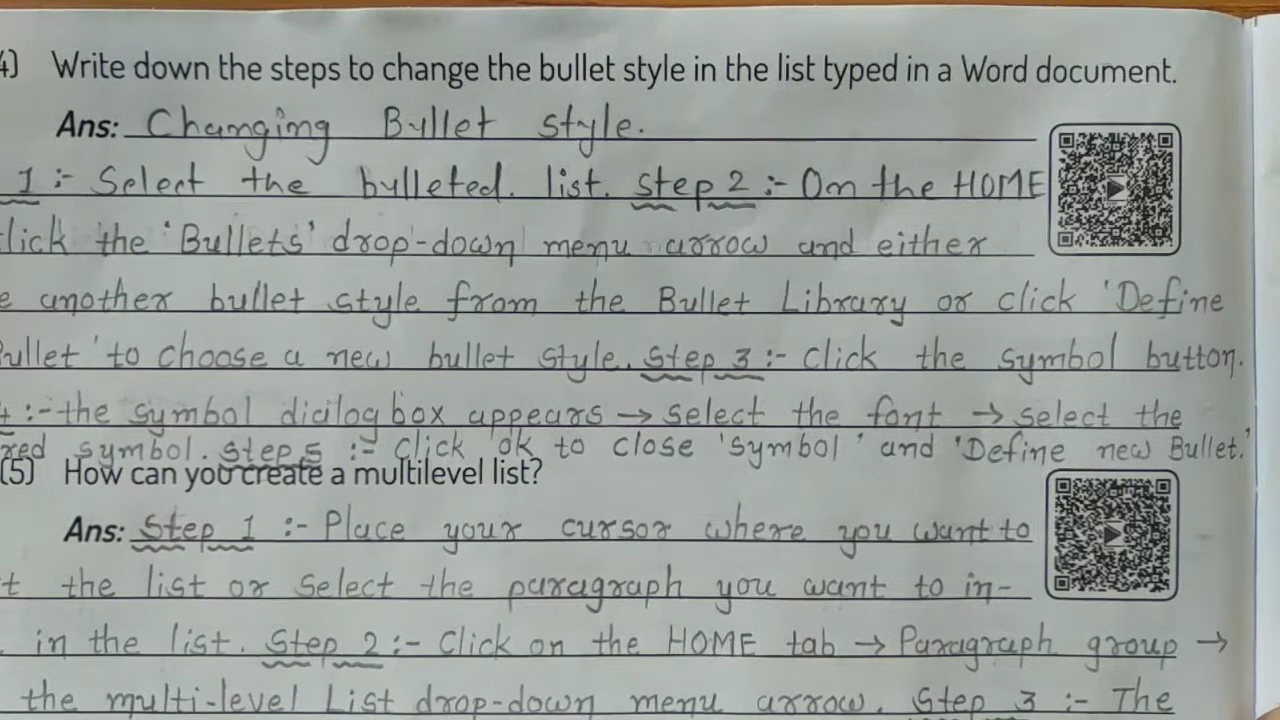 4) Write down the steps to change the bullet style in the list typed in a Word document.
Ans: Changing Bullet style.
1 :- Select the bulleted. list. step 2 :- On the HOME
lick the 'Bullets' drop-down menu arrow and either
e another bullet style from the Bullet Library or click 'Define
Bullet' to choose a new bullet style. Step 3 :- Click the symbol button.
4 :- the symbol dialog box appears → select the font → select the
red symbol. step 5 :- Click ok to close 'symbol' and 'Define new Bullet.'
(5) How can you create a multilevel list?
Ans: Step 1 :- Place your cursor where you want to
t the list or select the paragraph you want to in-
in the list. Step 2 :- Click on the HOME tab → Paragraph group →
the multi-level List drop-down menu arrow. Step 3 :- The